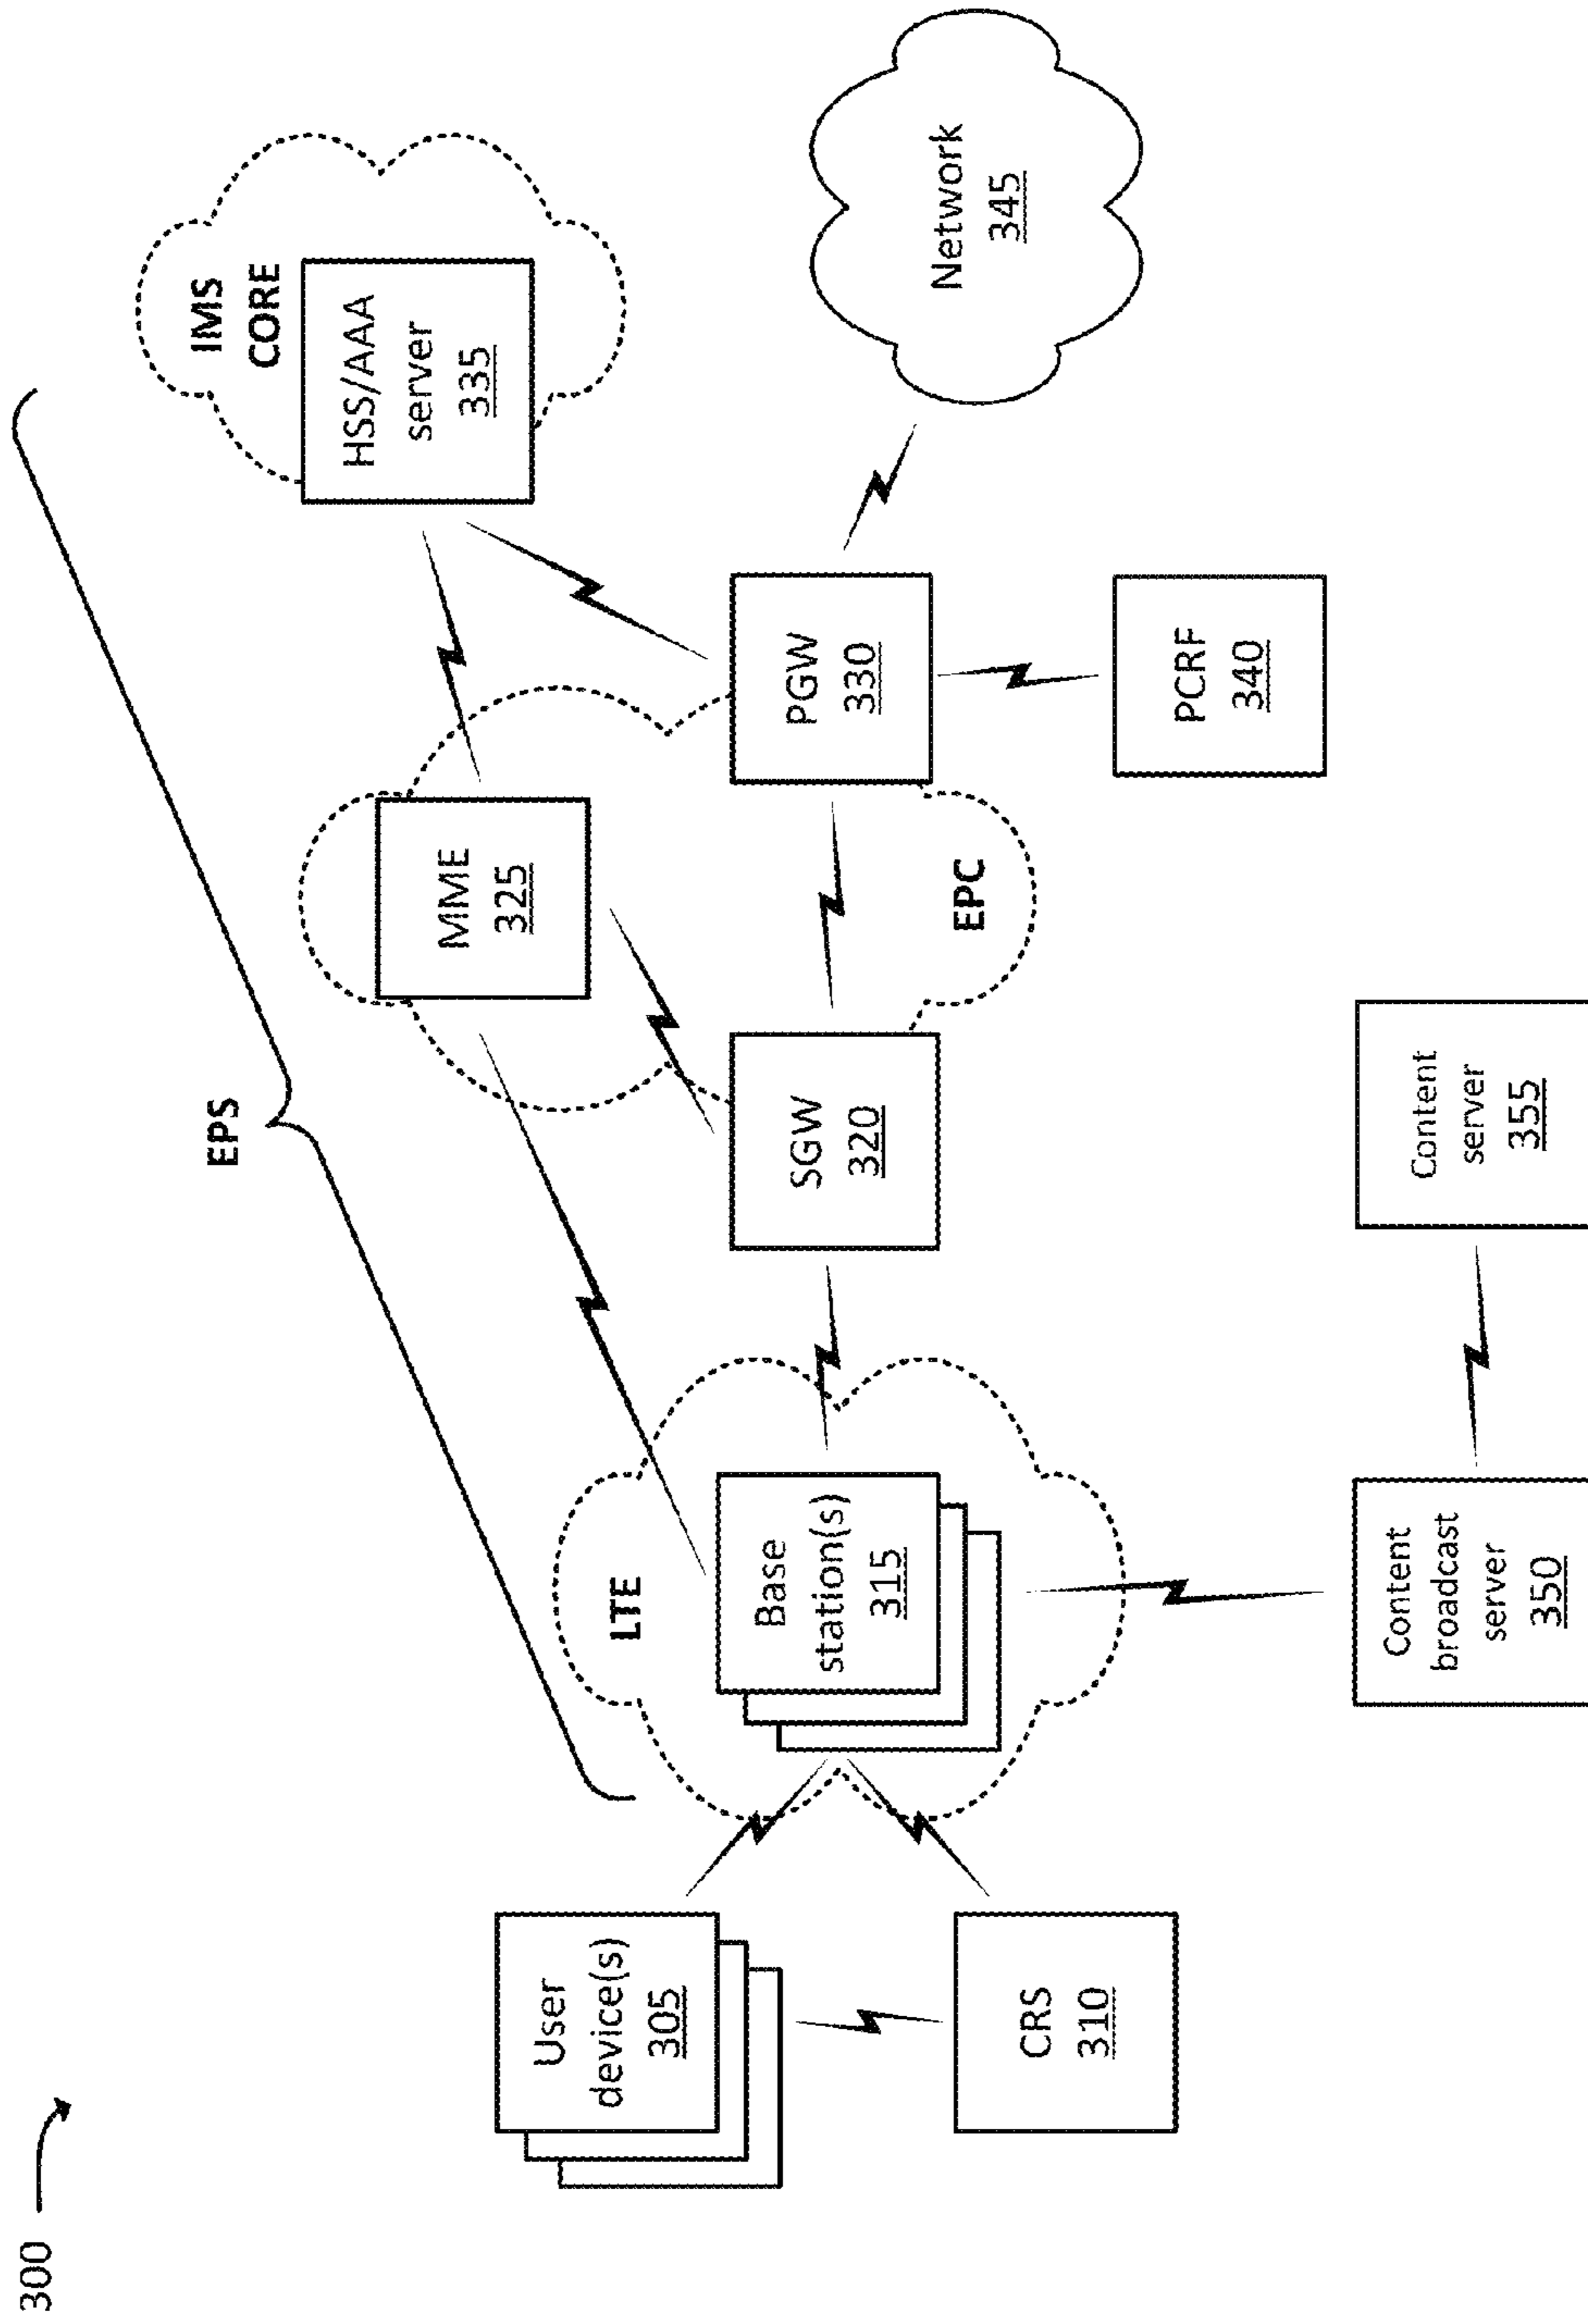 300
EPS
IMS
CORE
HSS/AAA
server
335
MME
325
LTE
User
device(s)
305
Base
station(s)
315
SGW
320
PGW
330
EPC
Network
345
CRS
310
PCRF
340
Content
broadcast
server
350
Content
server
355